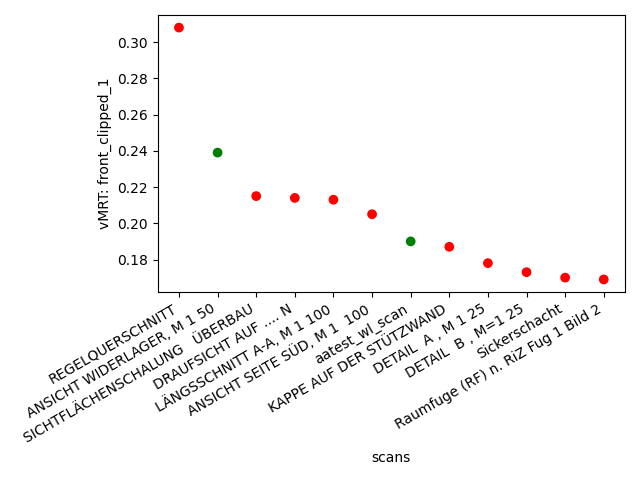 0.30
0.28
0.26
0.24
0.22
0.20
0.18
vMRT: front_clipped_1
REGELQUERSCHNITT
ANSICHT WIDERLAGER, M 1 50
SICHTFLÄCHENSCHALUNG   ÜBERBAU
DRAUFSICHT AUF .... N
LÄNGSSCHNITT A-A, M 1 100
ANSICHT SEITE SÜD, M 1  100
aatest_wl_scan
KAPPE AUF DER STÜTZWAND
DETAIL  A , M 1 25
DETAIL  B , M=1 25
Sickerschacht
Raumfuge (RF) n. RiZ Fug 1 Bild 2
scans